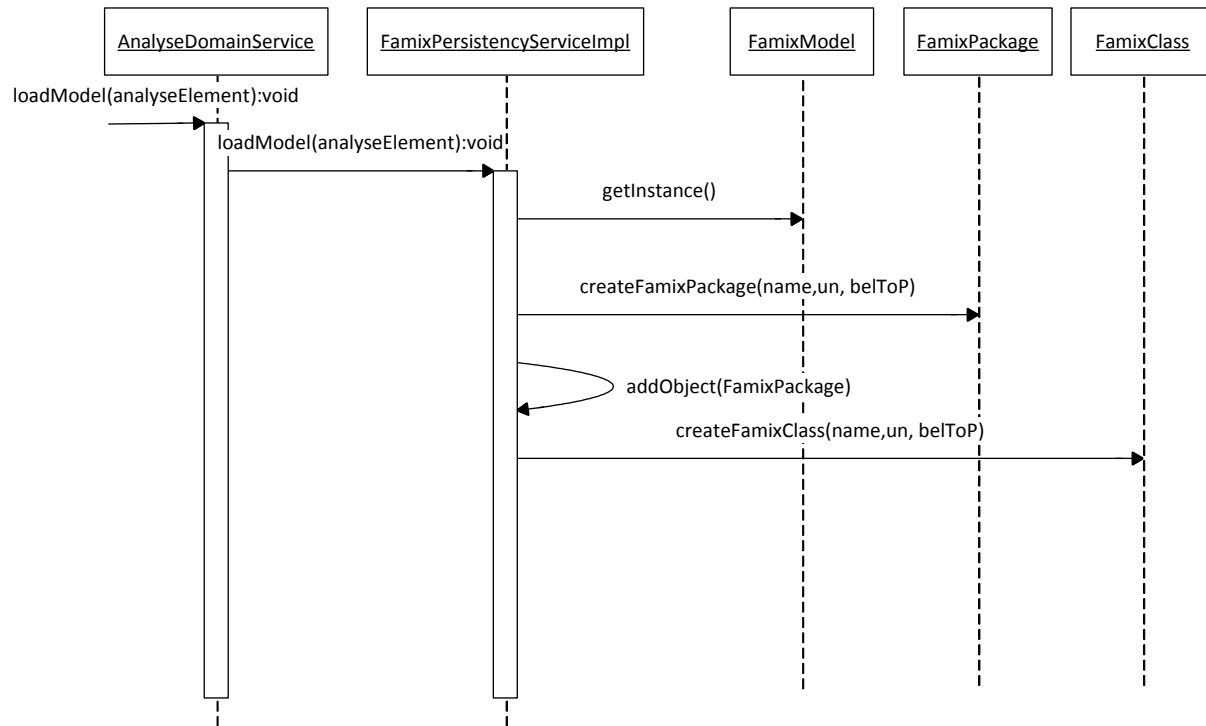 AnalyseDomainService
FamixPersistencyServiceImpl
FamixModel
FamixPackage
FamixClass
loadModel(analyseElement):void
loadModel(analyseElement):void
getInstance()
createFamixPackage(name,un, belToP)
addObject(FamixPackage)
createFamixClass(name,un, belToP)